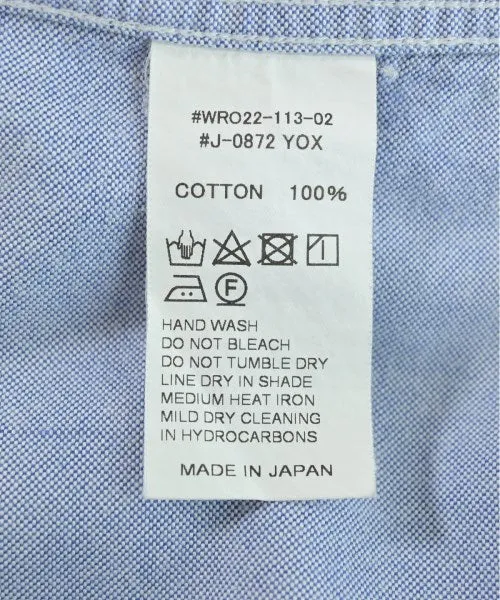 #WRO22-113-02
#J-0872 YOX
COTTON 100%
F
HAND WASH
DO NOT BLEACH
DO NOT TUMBLE DRY
LINE DRY IN SHADE
MEDIUM HEAT IRON
MILD DRY CLEANING
IN HYDROCARBONS
MADE IN JAPAN